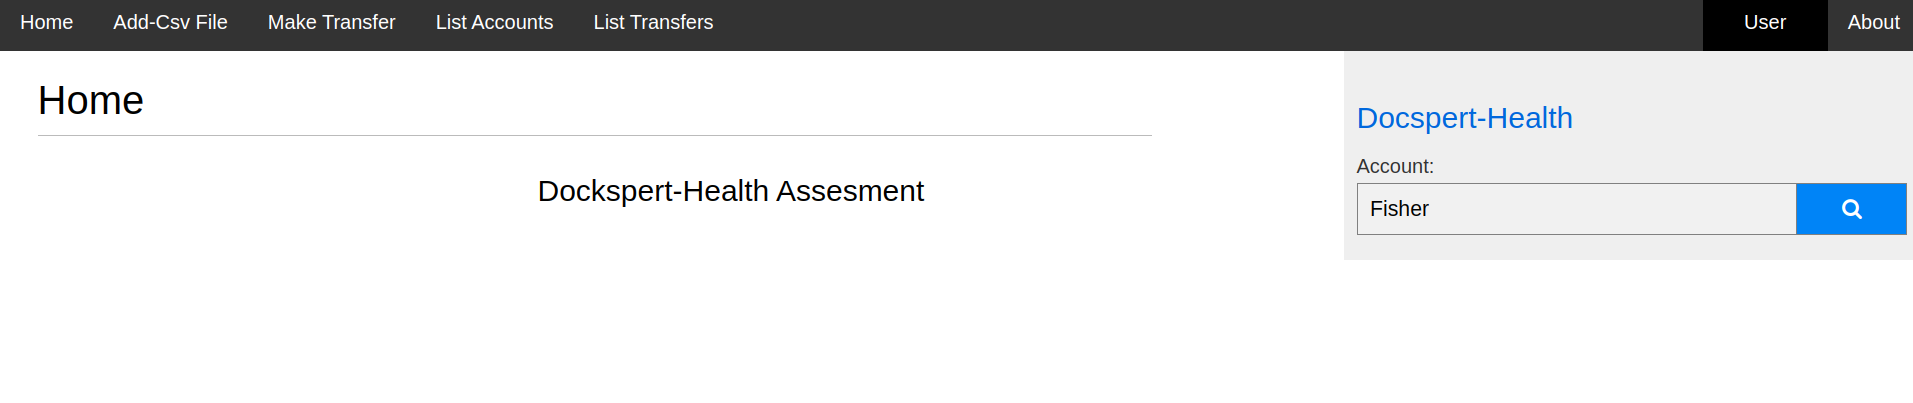 Home Add-Csv File Make Transfer List Accounts List Transfers User About
Home
Dockspert-Health Assesment
Docspert-Health
Account:
Fisher